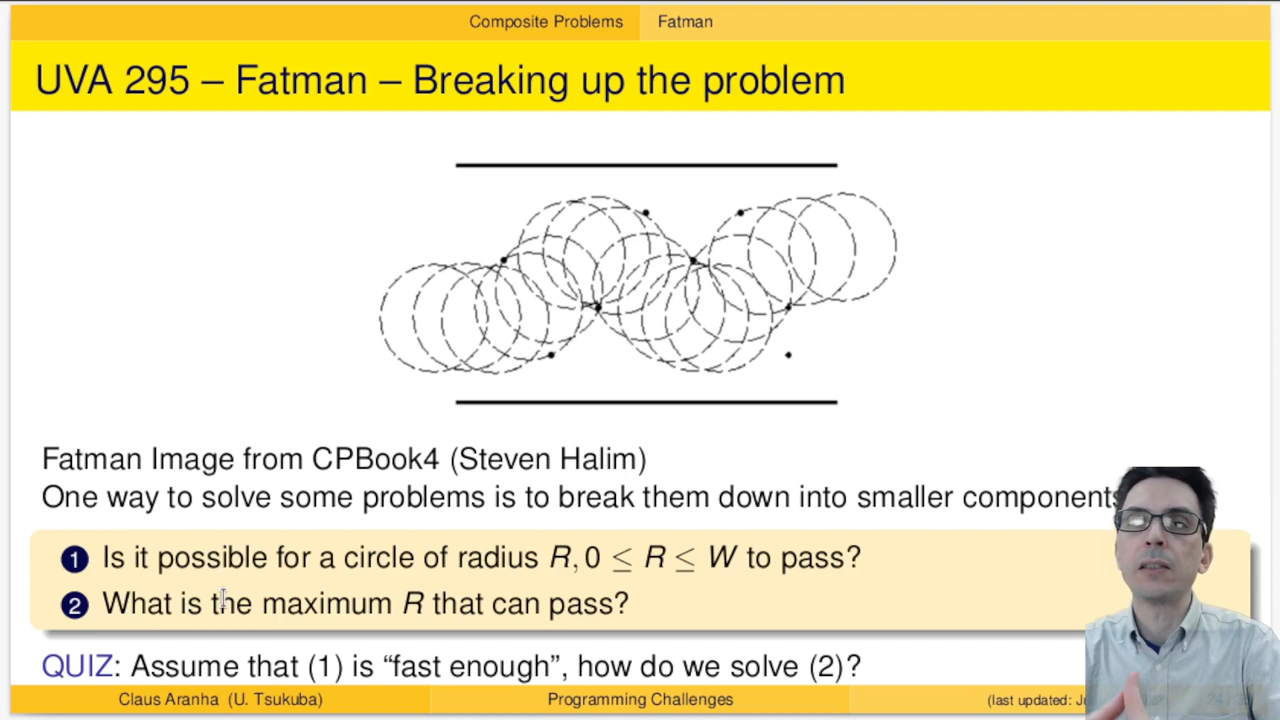 Composite Problems Fatman
UVA 295 – Fatman – Breaking up the problem
Fatman Image from CPBook4 (Steven Halim)
One way to solve some problems is to break them down into smaller components
1 Is it possible for a circle of radius R, 0 ≤ R ≤ W to pass?
2 What is the maximum R that can pass?
QUIZ: Assume that (1) is “fast enough”, how do we solve (2)?
Claus Aranha (U. Tsukuba) Programming Challenges (last updated: